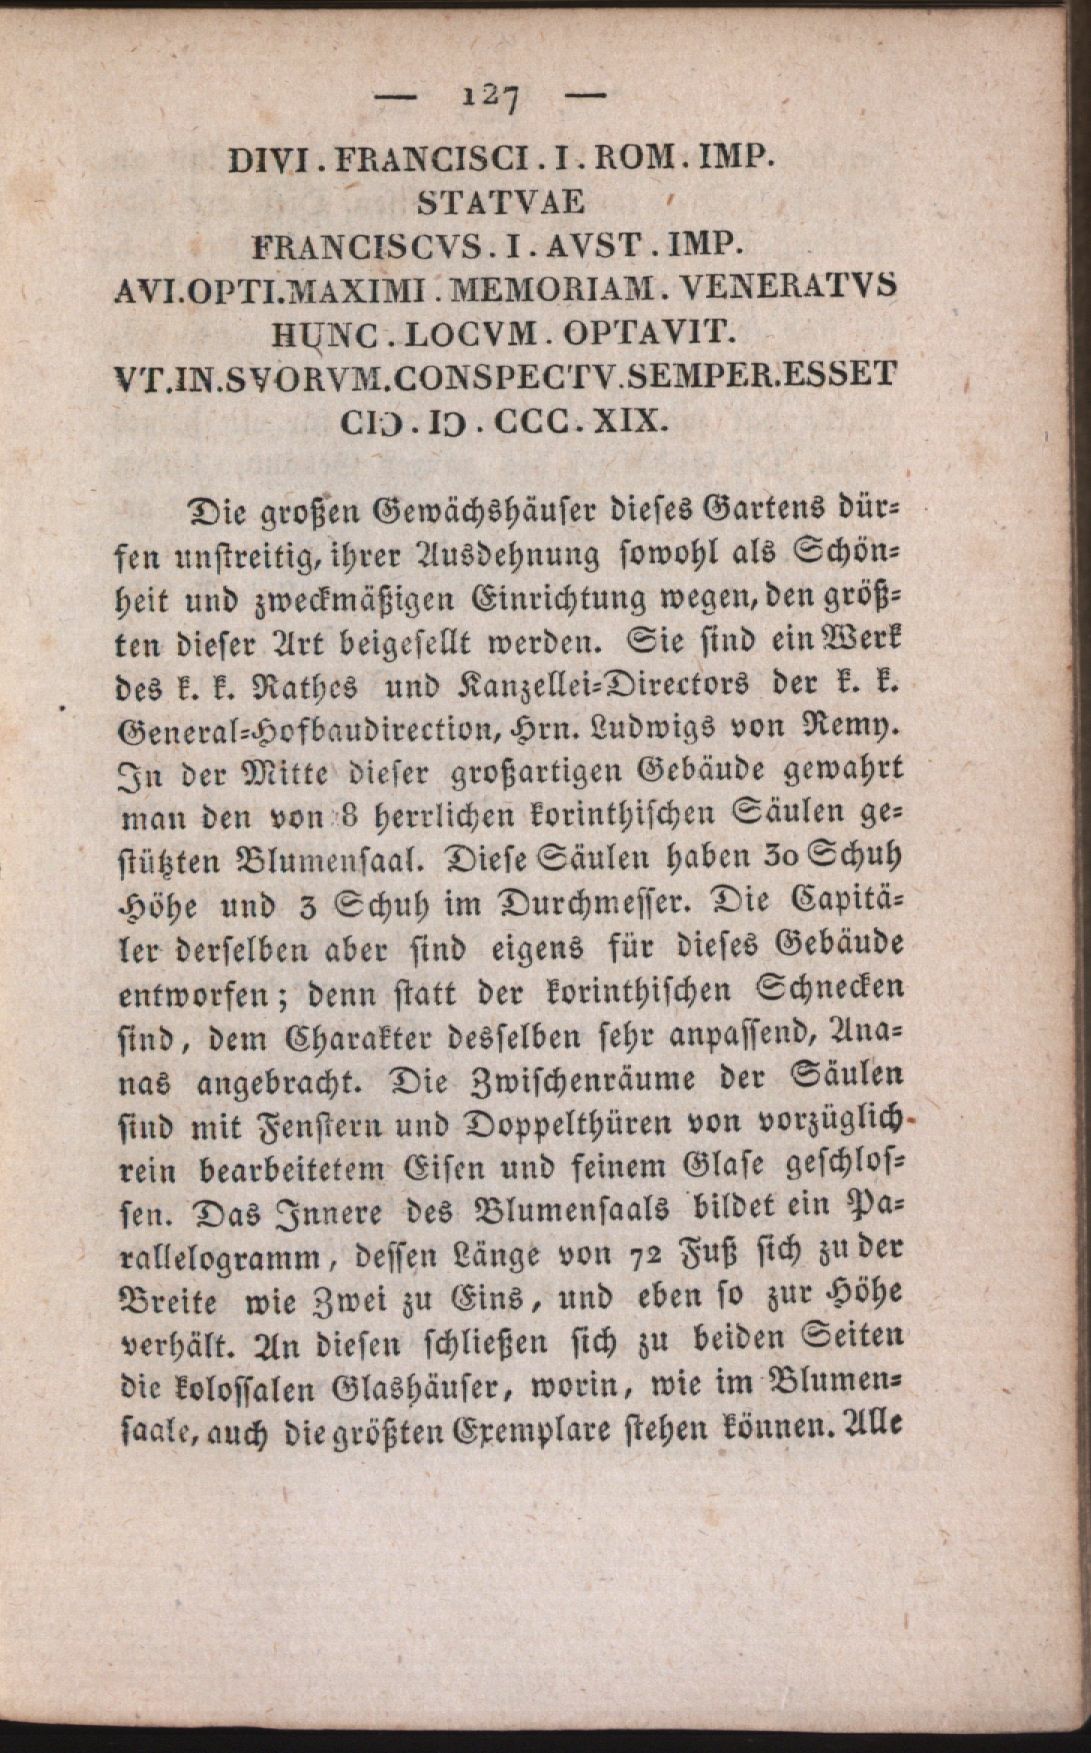 — 127 —
DIVI. FRANCISCI. I. ROM. IMP.
STATVAE
FRANCISCVS. I. AVST. IMP.
AVI.OPTI.MAXIMI. MEMORIAM. VENERATVS
HUNC. LOCVM. OPTAVIT.
VT.IN.SVORVM.CONSPECTV.SEMPER.ESSET
CIↃ. IↃ. CCC. XIX.
Die großen Gewächshäuser dieses Gartens dür-
fen unstreitig, ihrer Ausdehnung sowohl als Schön-
heit und zweckmäßigen Einrichtung wegen, den größ-
ten dieser Art beigesellt werden. Sie sind ein Werk
des k. k. Rathes und Kanzellei-Directors der k. k.
General-Hofbaudirection, Hrn. Ludwigs von Remy.
In der Mitte dieser großartigen Gebäude gewahrt
man den von 8 herrlichen korinthischen Säulen ge-
stützten Blumensaal. Diese Säulen haben 30 Schuh
Höhe und 3 Schuh im Durchmesser. Die Capitä-
ler derselben aber sind eigens für dieses Gebäude
entworfen; denn statt der korinthischen Schnecken
sind, dem Charakter desselben sehr anpassend, Ana-
nas angebracht. Die Zwischenräume der Säulen
sind mit Fenstern und Doppelthüren von vorzüglich
rein bearbeitetem Eisen und feinem Glase geschlos-
sen. Das Innere des Blumensaals bildet ein Pa-
rallelogramm, dessen Länge von 72 Fuß sich zu der
Breite wie Zwei zu Eins, und eben so zur Höhe
verhält. An diesen schließen sich zu beiden Seiten
die kolossalen Glashäuser, worin, wie im Blumen-
saale, auch die größten Exemplare stehen können. Alle